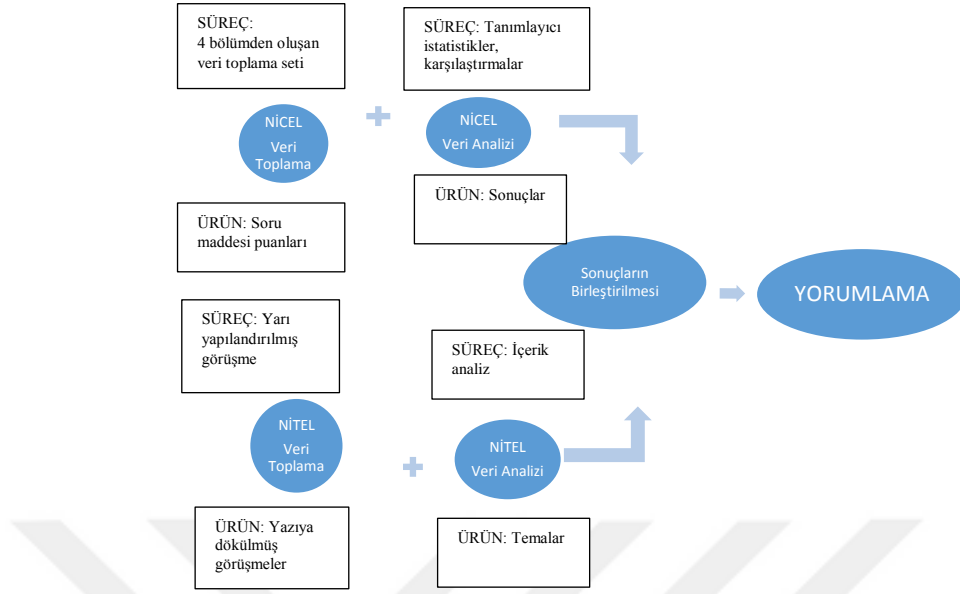 SÜREÇ:
4 bölümden oluşan
veri toplama seti
SÜREÇ: Tanımlayıcı
istatistikler,
karşılaştırmalar
NİCEL
Veri
Toplama
NİCEL
Veri Analizi
ÜRÜN: Soru
maddesi puanları
ÜRÜN: Sonuçlar
Sonuçların
Birleştirilmesi
YORUMLAMA
SÜREÇ: Yarı
yapılandırılmış
görüşme
SÜREÇ: İçerik
analiz
NİTEL
Veri
Toplama
NİTEL
Veri Analizi
ÜRÜN: Yazıya
dökülmüş
görüşmeler
ÜRÜN: Temalar